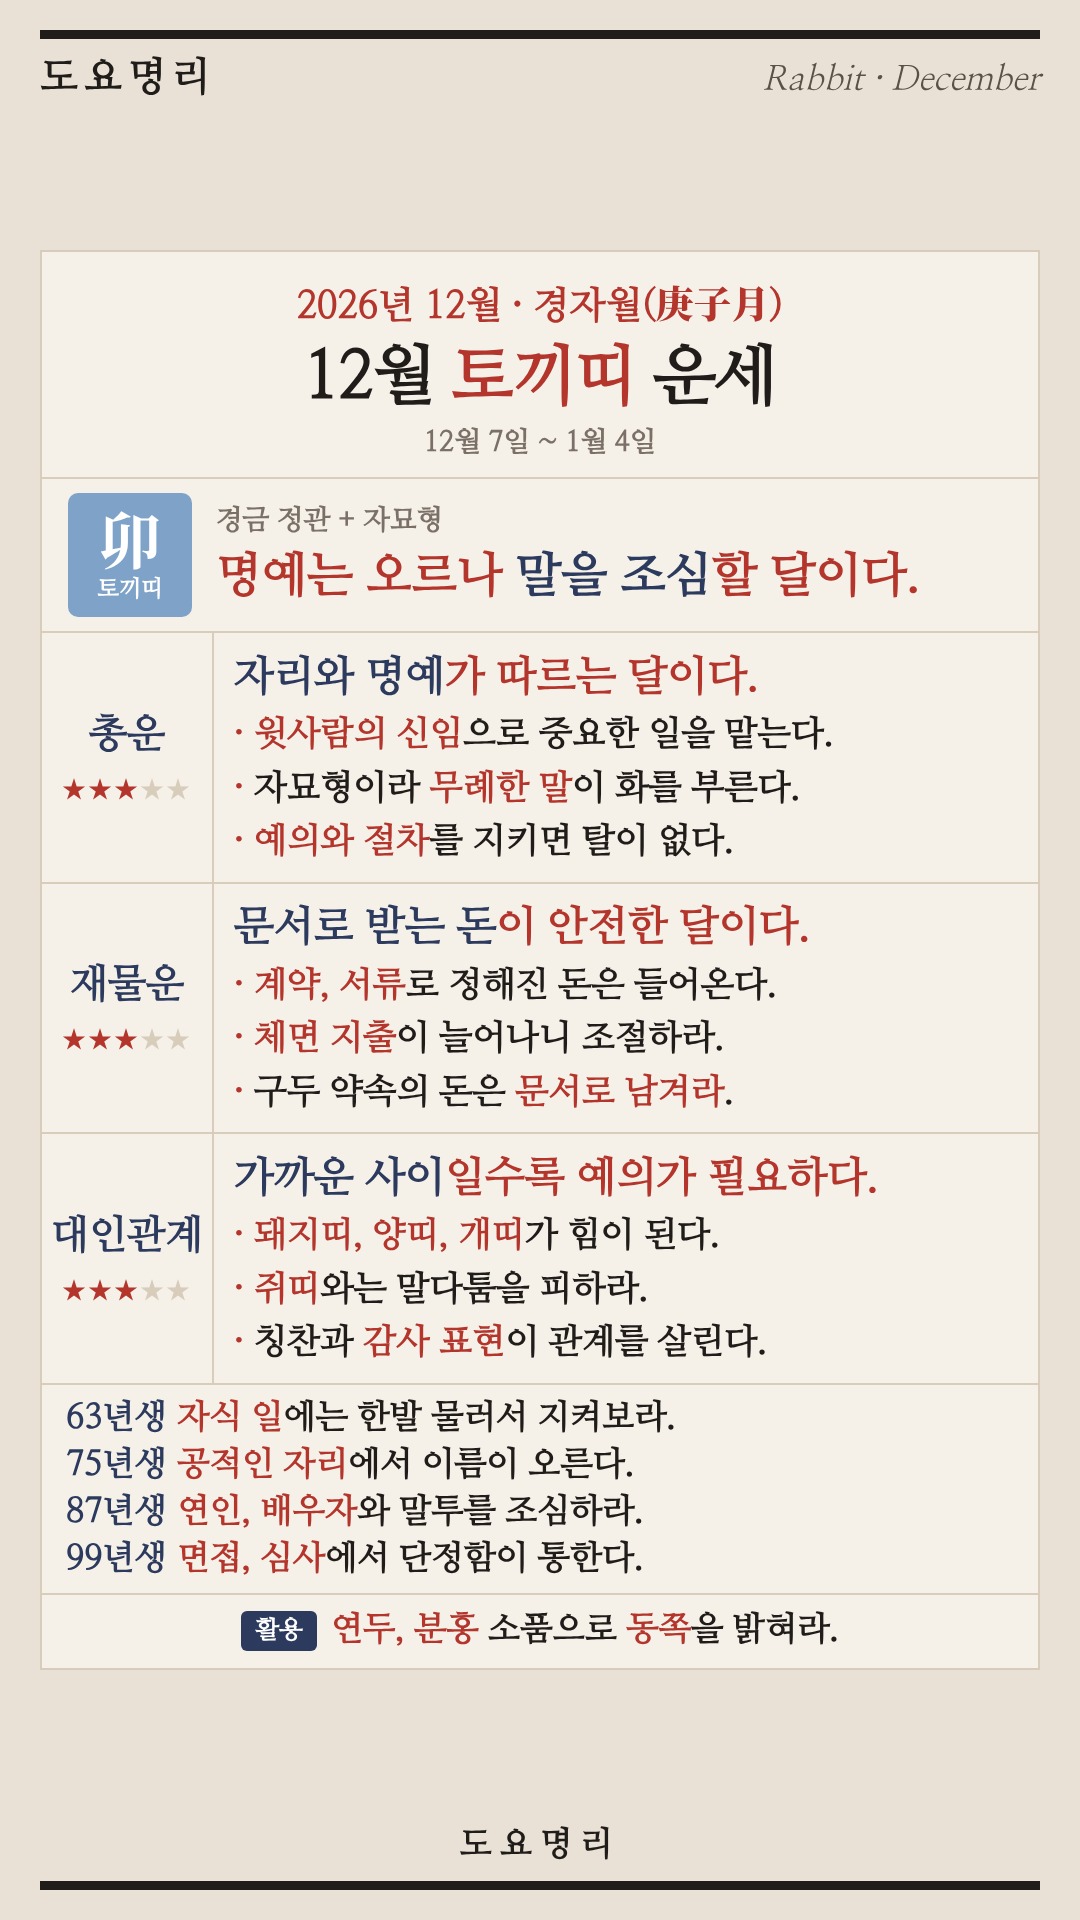 도요명리
Rabbit · December
2026년 12월 · 경자월(庚子月)
12월 토끼띠 운세
12월 7일 ~ 1월 4일
卯
토끼띠
경금 정관 + 자묘형
명예는 오르나 말을 조심할 달이다.
총운
★★★★★
자리와 명예가 따르는 달이다.
· 윗사람의 신임으로 중요한 일을 맡는다.
· 자묘형이라 무례한 말이 화를 부른다.
· 예의와 절차를 지키면 탈이 없다.
재물운
★★★★★
문서로 받는 돈이 안전한 달이다.
· 계약, 서류로 정해진 돈은 들어온다.
· 체면 지출이 늘어나니 조절하라.
· 구두 약속의 돈은 문서로 남겨라.
대인관계
★★★★★
가까운 사이일수록 예의가 필요하다.
· 돼지띠, 양띠, 개띠가 힘이 된다.
· 쥐띠와는 말다툼을 피하라.
· 칭찬과 감사 표현이 관계를 살린다.
63년생 자식 일에는 한발 물러서 지켜보라.
75년생 공적인 자리에서 이름이 오른다.
87년생 연인, 배우자와 말투를 조심하라.
99년생 면접, 심사에서 단정함이 통한다.
활용 연두, 분홍 소품으로 동쪽을 밝혀라.
도요명리